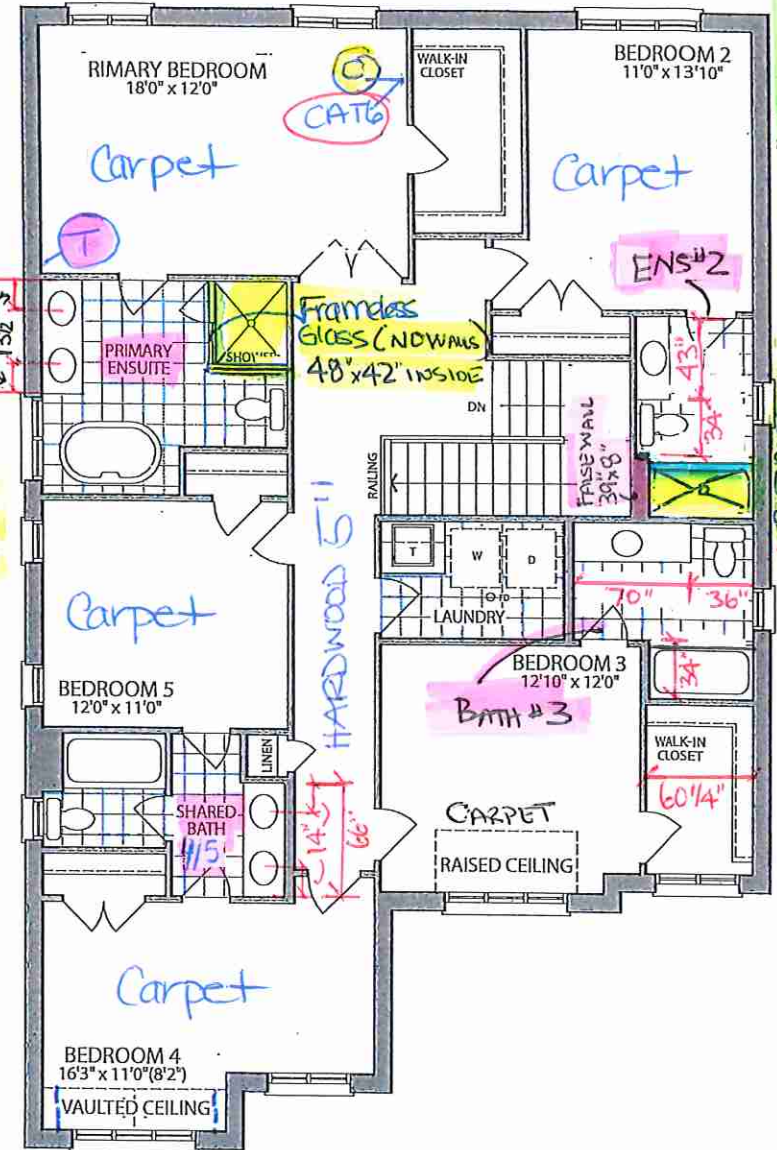 RIMARY BEDROOM
18'0" x 12'0"
C
CAT6
WALK-IN
CLOSET
BEDROOM 2
11'0" x 13'10"
Carpet
Carpet
T
ENS#2
PRIMARY
ENSUITE
Frameless
Glass (NO WALLS)
48"x42" INSIDE
43"
34"
DN
RAILING
FALSE WALL
39"x8"
HARDWOOD 5"
T
W
D
LAUNDRY
70"
36"
34"
Carpet
BEDROOM 5
12'0" x 11'0"
BEDROOM 3
12'10" x 12'0"
BATH #3
LINEN
WALK-IN
CLOSET
60 1/4"
SHARED
BATH
14"
66"
CARPET
RAISED CEILING
Carpet
BEDROOM 4
16'3" x 11'0"(8'2")
VAULTED CEILING